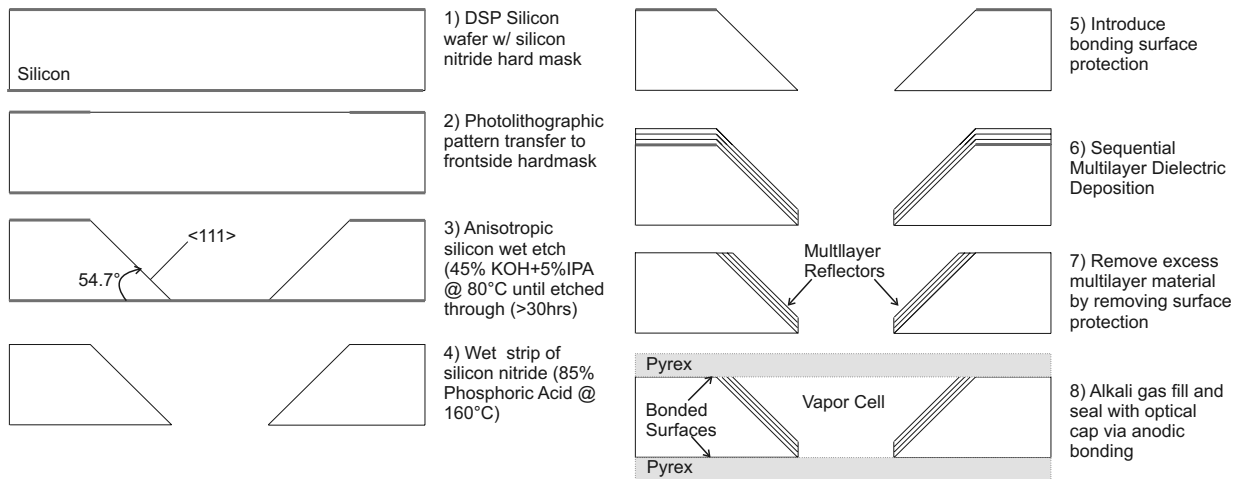 1) DSP Silicon
wafer w/ silicon
nitride hard mask
Silicon
2) Photolithographic
pattern transfer to
frontside hardmask
<111>
54.7°
3) Anisotropic
silicon wet etch
(45% KOH+5%IPA
@ 80°C until etched
through (>30hrs)
4) Wet strip of
silicon nitride (85%
Phosphoric Acid @
160°C)
5) Introduce
bonding surface
protection
6) Sequential
Multilayer Dielectric
Deposition
Multllayer
Reflectors
7) Remove excess
multilayer material
by removing surface
protection
Pyrex
Bonded
Surfaces
Vapor Cell
Pyrex
8) Alkali gas fill and
seal with optical
cap via anodic
bonding